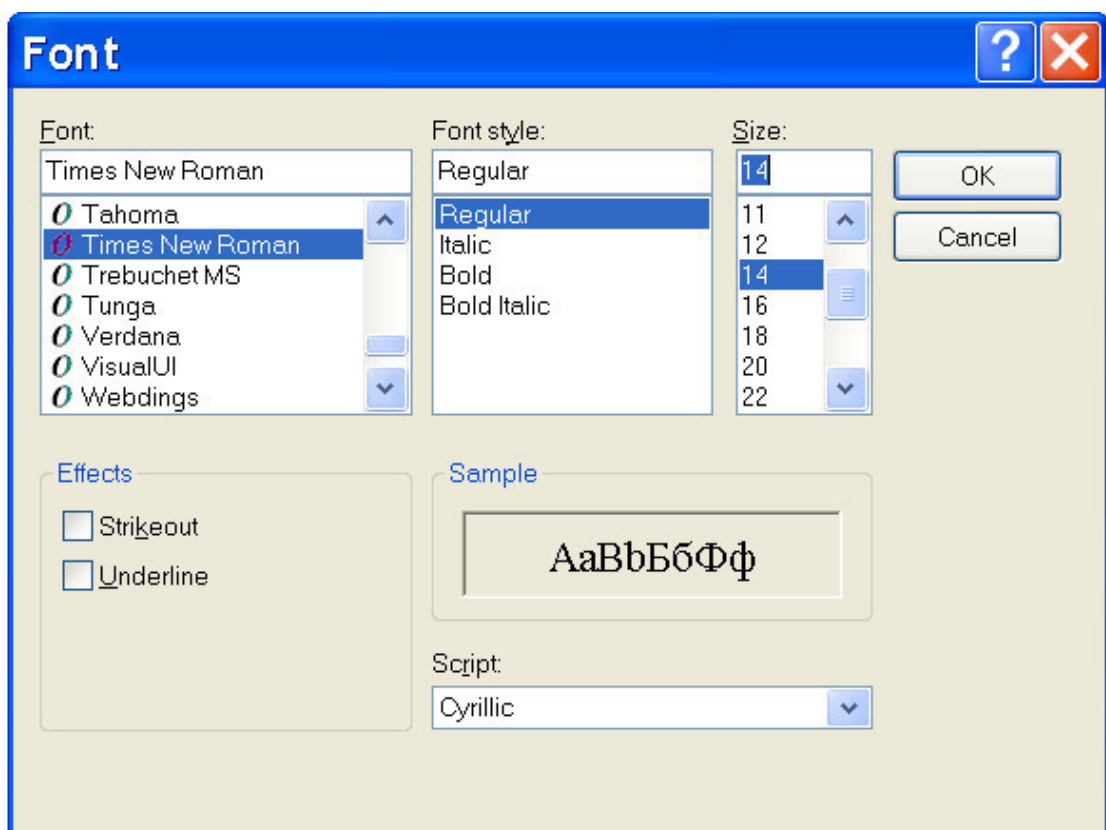 Font
Font: Font style: Size:
Times New Roman Regular 14 OK
Tahoma Regular 11
Times New Roman Italic 12 Cancel
Trebuchet MS Bold 14
Tunga Bold Italic 16
Verdana 18
VisualUI 20
Webdings 22
Effects Sample
Strikeout
AaBbБбФф
Underline
Script:
Cyrillic